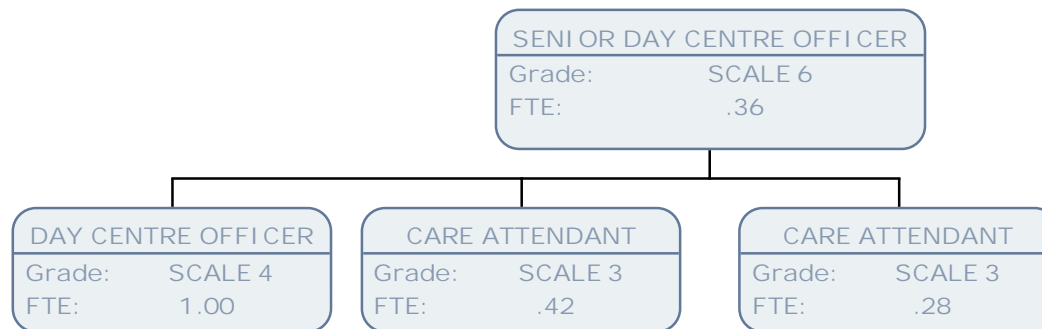 SENIOR DAY CENTRE OFFICER
Grade: SCALE 6
FTE: .36
DAY CENTRE OFFICER
Grade: SCALE 4
FTE: 1.00
CARE ATTENDANT
Grade: SCALE 3
FTE: .42
CARE ATTENDANT
Grade: SCALE 3
FTE: .28